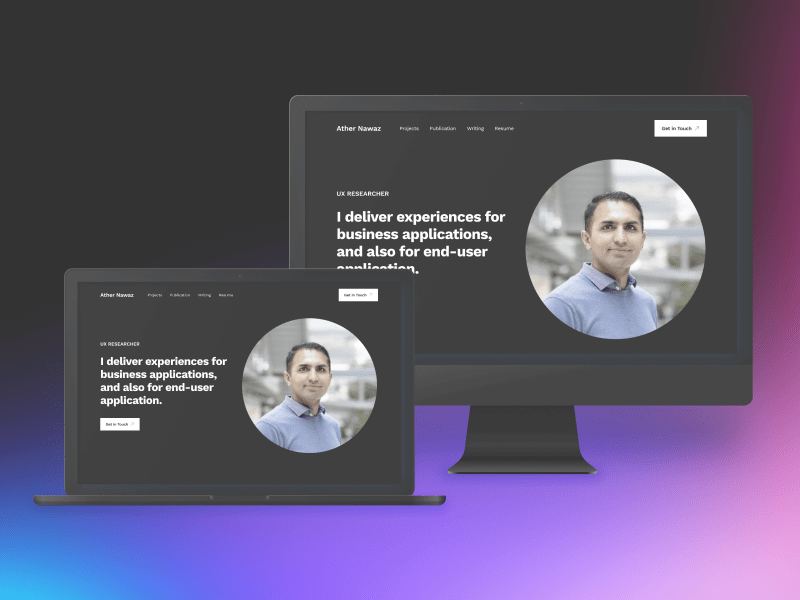 Ather Nawaz Projects Publication Writing Resume Get in Touch
UX RESEARCHER
I deliver experiences for
business applications,
and also for end-user
application.
Ather Nawaz Projects Publication Writing Resume Get in Touch
UX RESEARCHER
I deliver experiences for
business applications,
and also for end-user
application.
Get in Touch